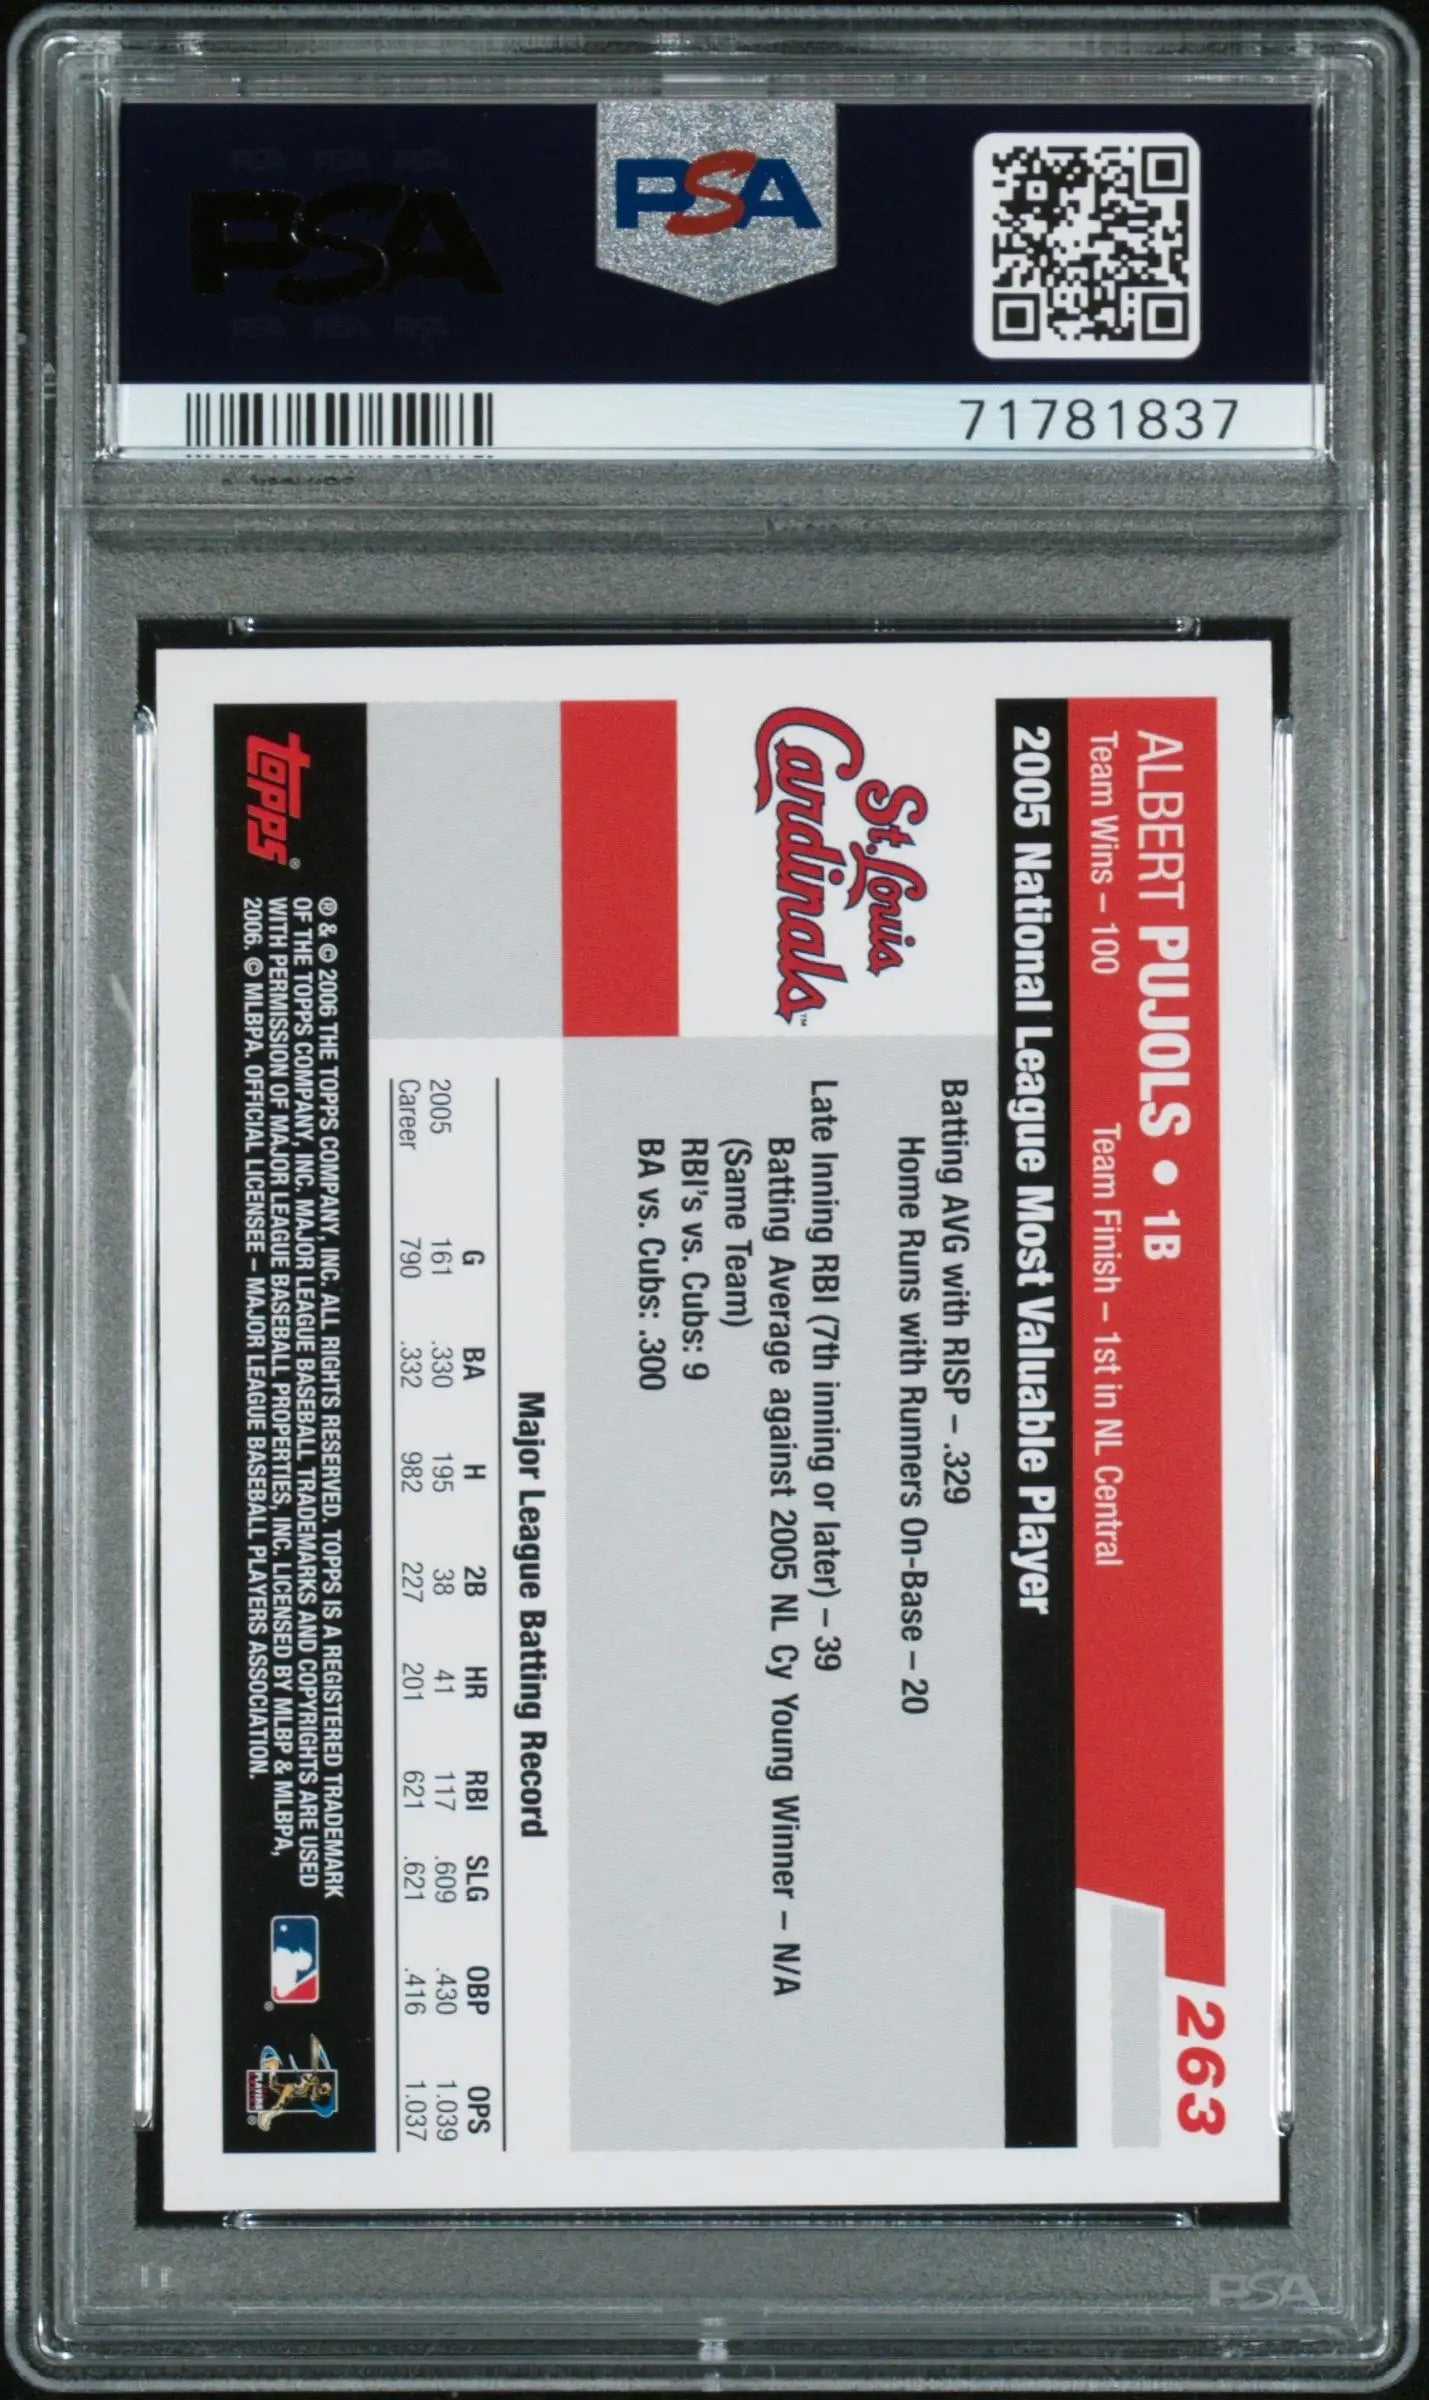 PSA
PSA
71781837
ALBERT PUJOLS • 1B
263
Team Wins – 100
Team Finish – 1st in NL Central
2005 National League Most Valuable Player
St. Louis
Cardinals™
Batting AVG with RISP – .329
Home Runs with Runners On-Base – 20
Late Inning RBI (7th inning or later) – 39
Batting Average against 2005 NL Cy Young Winner – N/A
(Same Team)
RBI's vs. Cubs: 9
BA vs. Cubs: .300
Major League Batting Record
G BA H 2B HR RBI SLG OBP OPS
2005 161 .330 195 38 41 117 .609 .430 1.039
Career 790 .332 982 227 201 621 .621 .416 1.037
topps®
® & © 2006 THE TOPPS COMPANY, INC. ALL RIGHTS RESERVED. TOPPS IS A REGISTERED TRADEMARK
OF THE TOPPS COMPANY, INC. MAJOR LEAGUE BASEBALL TRADEMARKS AND COPYRIGHTS ARE USED
WITH PERMISSION OF MAJOR LEAGUE BASEBALL PROPERTIES, INC. LICENSED BY MLBP & MLBPA,
2006. © MLBPA. OFFICIAL LICENSEE – MAJOR LEAGUE BASEBALL PLAYERS ASSOCIATION.
®
PLAYERS
®
PSA